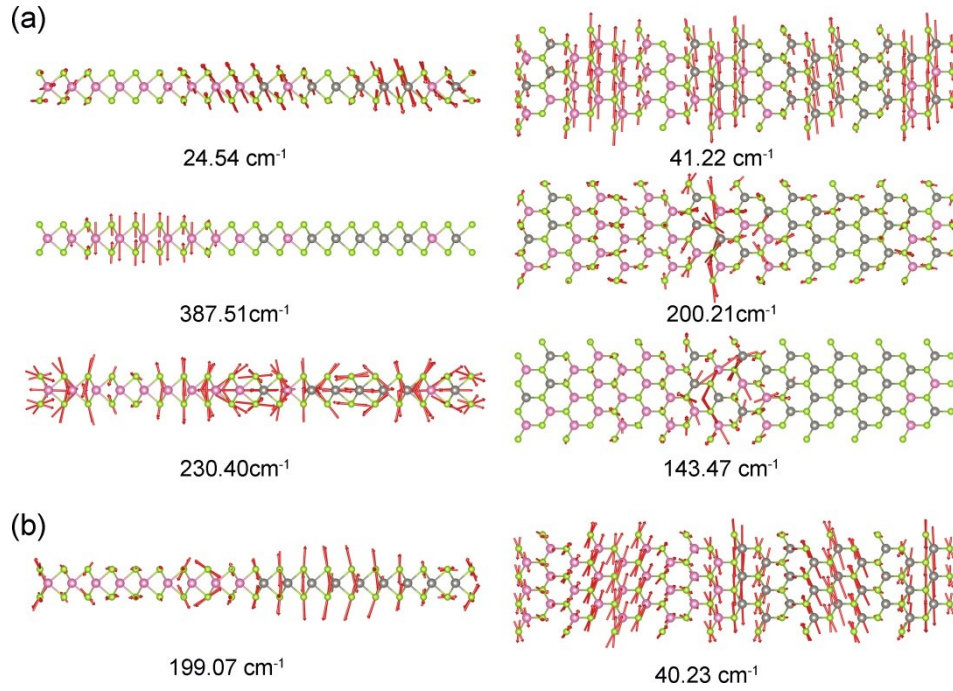 (a)
24.54 cm⁻¹
41.22 cm⁻¹
387.51cm⁻¹
200.21cm⁻¹
230.40cm⁻¹
143.47 cm⁻¹
(b)
199.07 cm⁻¹
40.23 cm⁻¹